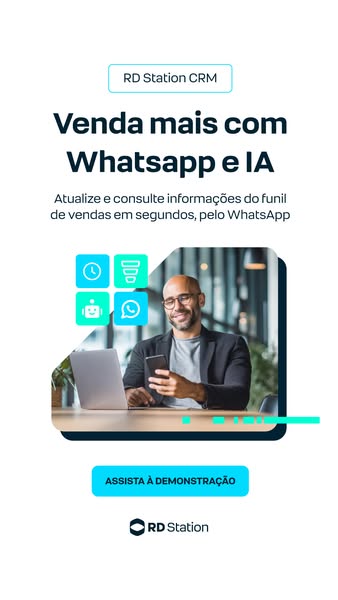 RD Station CRM
Venda mais com
Whatsapp e IA
Atualize e consulte informações do funil
de vendas em segundos, pelo WhatsApp
ASSISTA À DEMONSTRAÇÃO
RD Station